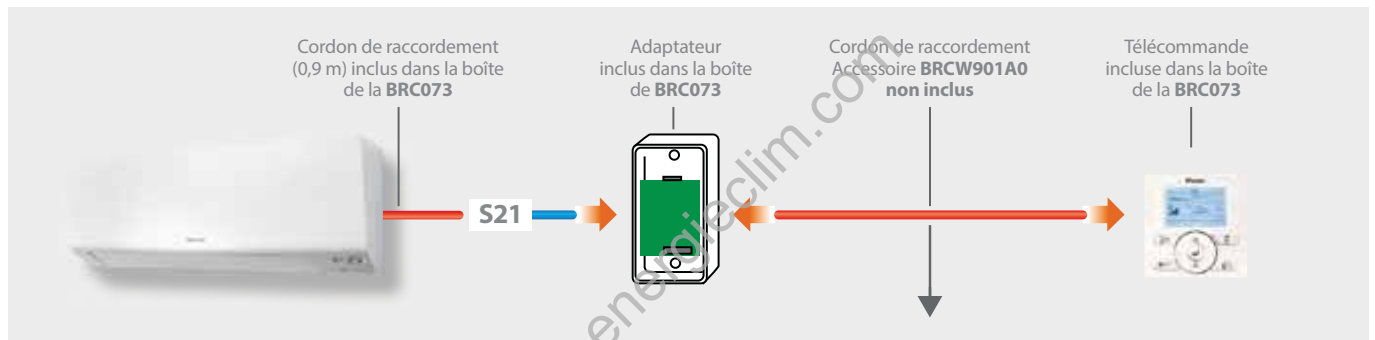 Cordon de raccordement
(0,9 m) inclus dans la boîte
de la BRC073
Adaptateur
inclus dans la boîte
de BRC073
Cordon de raccordement
Accessoire BRCW901A0
non inclus
Télécommande
incluse dans la boîte
de la BRC073
S21
energieclim.com